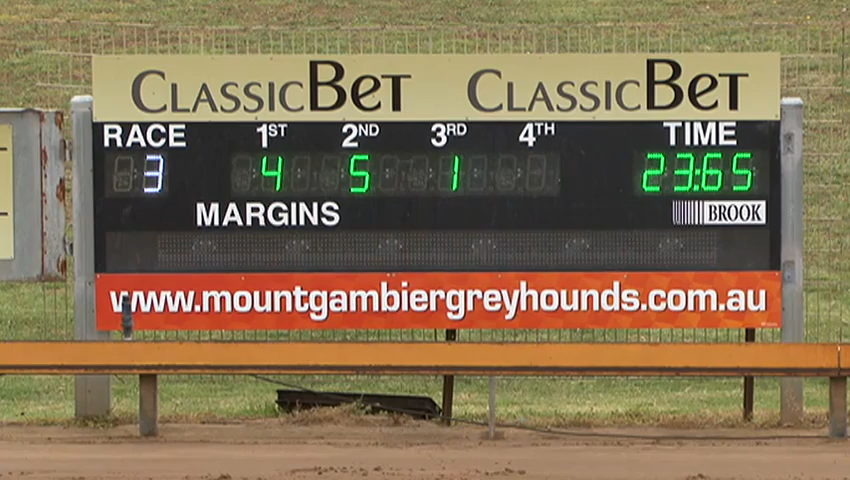 CLASSICBET CLASSICBET
RACE 1ST 2ND 3RD 4TH TIME
3 4 5 1 23:65
MARGINS BROOK
www.mountgambiergreyhounds.com.au